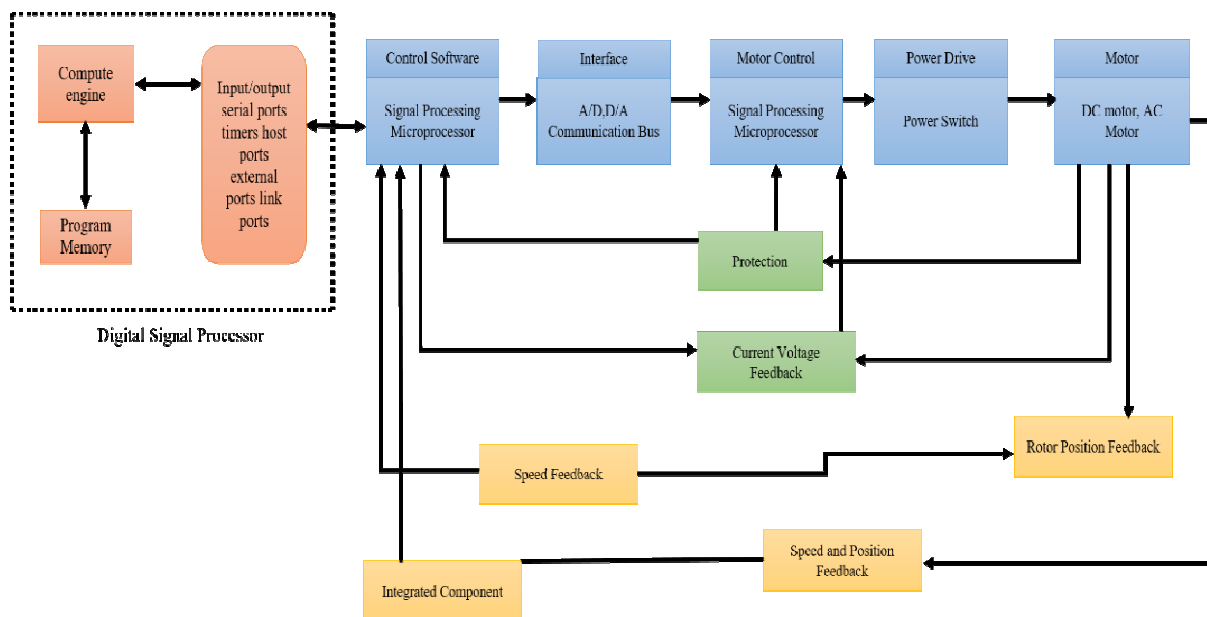 Compute
engine
Program
Memory
Input/output
serial ports
timers host
ports
external
ports link
ports
Digital Signal Processor
Control Software
Signal Processing
Microprocessor
Interface
A/D,D/A
Communication Bus
Motor Control
Signal Processing
Microprocessor
Power Drive
Power Switch
Motor
DC motor, AC
Motor
Protection
Current Voltage
Feedback
Rotor Position Feedback
Speed Feedback
Speed and Position
Feedback
Integrated Component